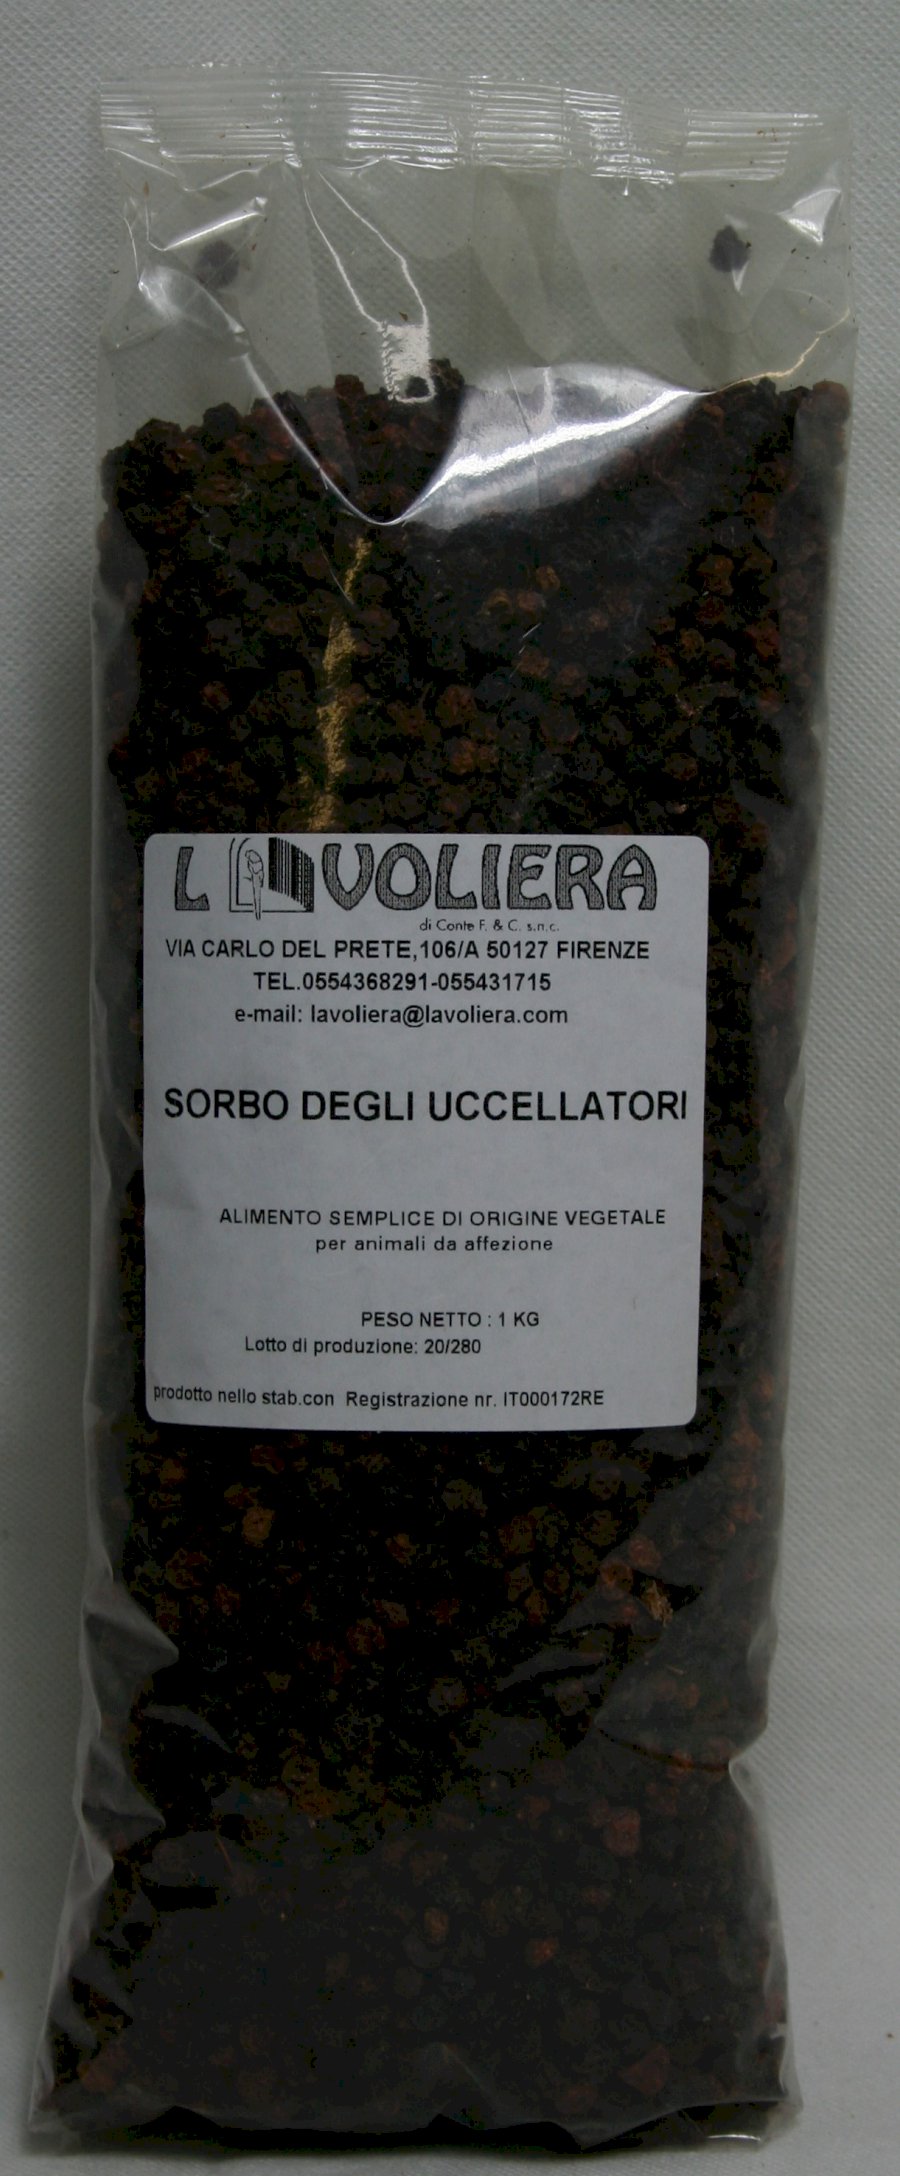 LAVOLIERA
di Conte F. & C. s.n.c.
VIA CARLO DEL PRETE,106/A 50127 FIRENZE
TEL.0554368291-055431715
e-mail: lavoliera@lavoliera.com
SORBO DEGLI UCCELLATORI
ALIMENTO SEMPLICE DI ORIGINE VEGETALE
per animali da affezione
PESO NETTO : 1 KG
Lotto di produzione: 20/280
prodotto nello stab.con Registrazione nr. IT000172RE